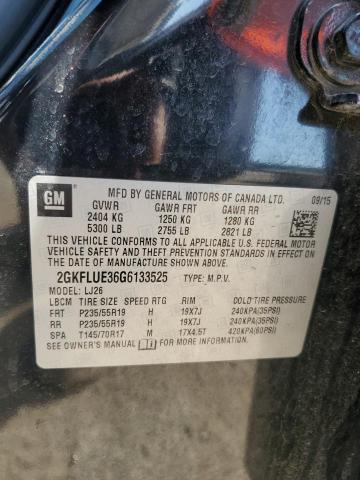 GM
MFD BY GENERAL MOTORS OF CANADA LTD. 09/15
GVWR GAWR FRT GAWR RR
2404 KG 1250 KG 1280 KG
5300 LB 2755 LB 2821 LB
THIS VEHICLE CONFORMS TO ALL APPLICABLE U.S. FEDERAL
MOTOR VEHICLE SAFETY AND THEFT PREVENTION STANDARDS
IN EFFECT ON THE DATE OF MANUFACTURE SHOWN ABOVE.
2GKFLUE36G6133525 TYPE: M.P.V.
MODEL: LJ26
LBCM TIRE SIZE SPEED RTG RIM COLD TIRE PRESSURE
FRT P235/55R19 H 19X7J 240KPA(35PSI)
RR P235/55R19 H 19X7J 240KPA(35PSI)
SPA T145/70R17 M 17X4.5T 420KPA(60PSI)
SEE OWNER'S MANUAL FOR MORE INFORMATION.